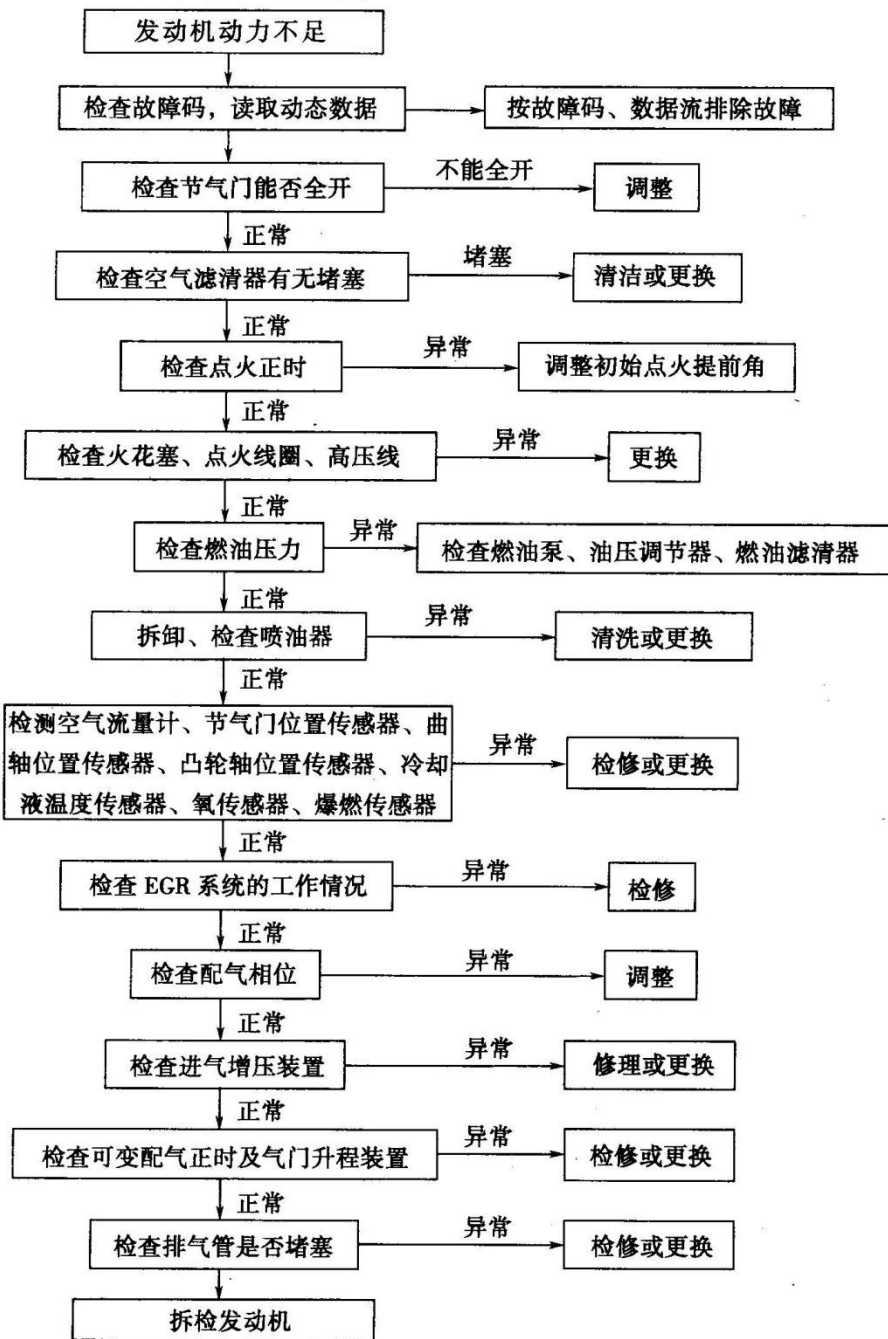 发动机动力不足
检查故障码，读取动态数据
按故障码、数据流排除故障
检查节气门能否全开
不能全开
调整
正常
检查空气滤清器有无堵塞
堵塞
清洁或更换
正常
检查点火正时
异常
调整初始点火提前角
正常
检查火花塞、点火线圈、高压线
异常
更换
正常
检查燃油压力
异常
检查燃油泵、油压调节器、燃油滤清器
正常
拆卸、检查喷油器
异常
清洗或更换
正常
检测空气流量计、节气门位置传感器、曲
轴位置传感器、凸轮轴位置传感器、冷却
液温度传感器、氧传感器、爆燃传感器
异常
检修或更换
正常
检查 EGR 系统的工作情况
异常
检修
正常
检查配气相位
异常
调整
正常
检查进气增压装置
异常
修理或更换
正常
检查可变配气正时及气门升程装置
异常
检修或更换
正常
检查排气管是否堵塞
异常
检修或更换
拆检发动机